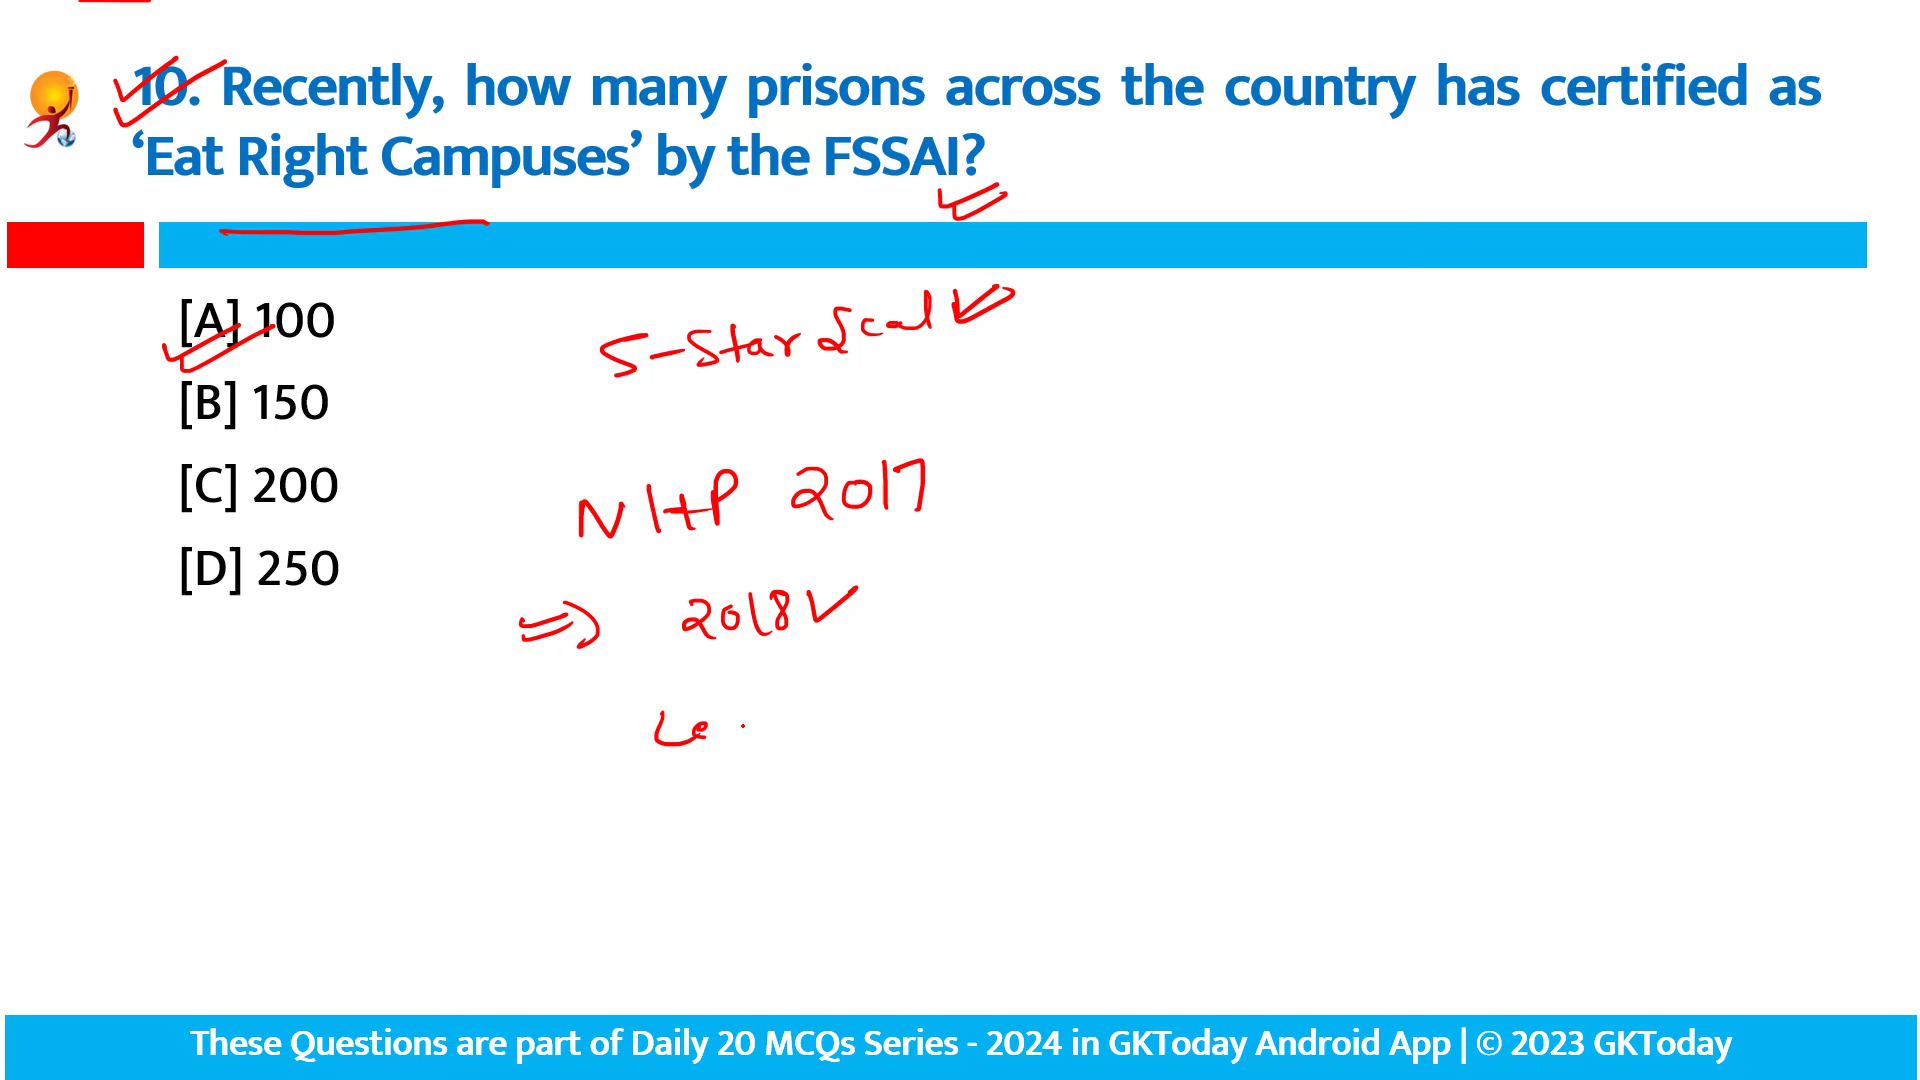 10. Recently, how many prisons across the country has certified as
‘Eat Right Campuses’ by the FSSAI?
[A] 100
5-Star Scal
[B] 150
[C] 200
NHP 2017
[D] 250
2018
Le
These Questions are part of Daily 20 MCQs Series - 2024 in GKToday Android App | © 2023 GKToday